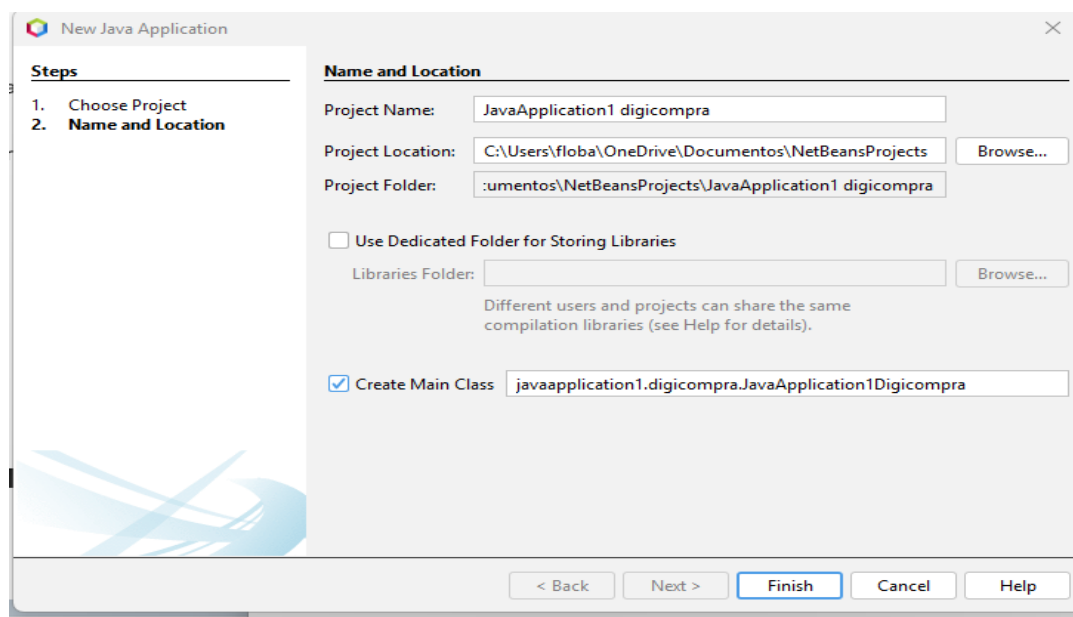 New Java Application
Steps
1. Choose Project
2. Name and Location
Name and Location
Project Name: JavaApplication1 digicompra
Project Location: C:\Users\floba\OneDrive\Documentos\NetBeansProjects Browse...
Project Folder: :umentos\NetBeansProjects\JavaApplication1 digicompra
Use Dedicated Folder for Storing Libraries
Libraries Folder: Browse...
Different users and projects can share the same
compilation libraries (see Help for details).
Create Main Class javaapplication1.digicompra.JavaApplication1Digicompra
< Back Next > Finish Cancel Help